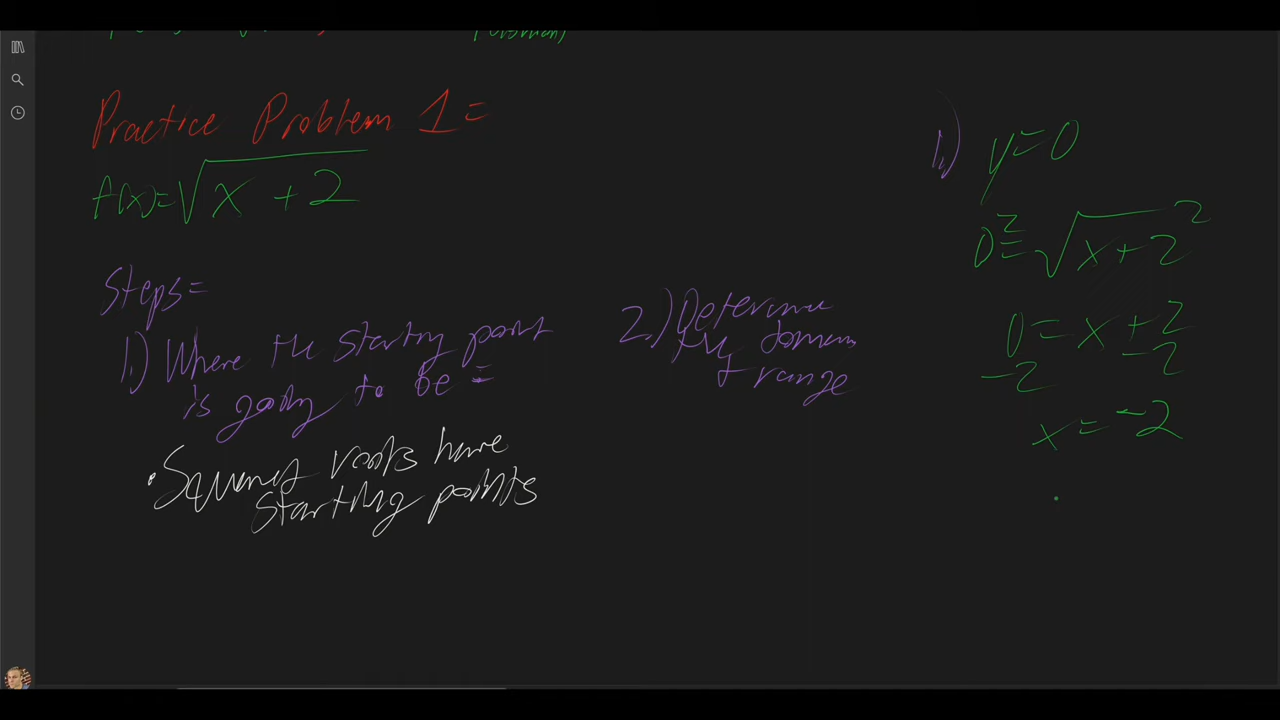 Practice Problem 1=
f(x)=√x+2
Steps=
1.) Where the starting point
is going to be =
• Square roots have
starting points
2.) Determine
the domain
+ range
1.) y=0
0²=√x+2²
0=x+2
-2 -2
x=-2